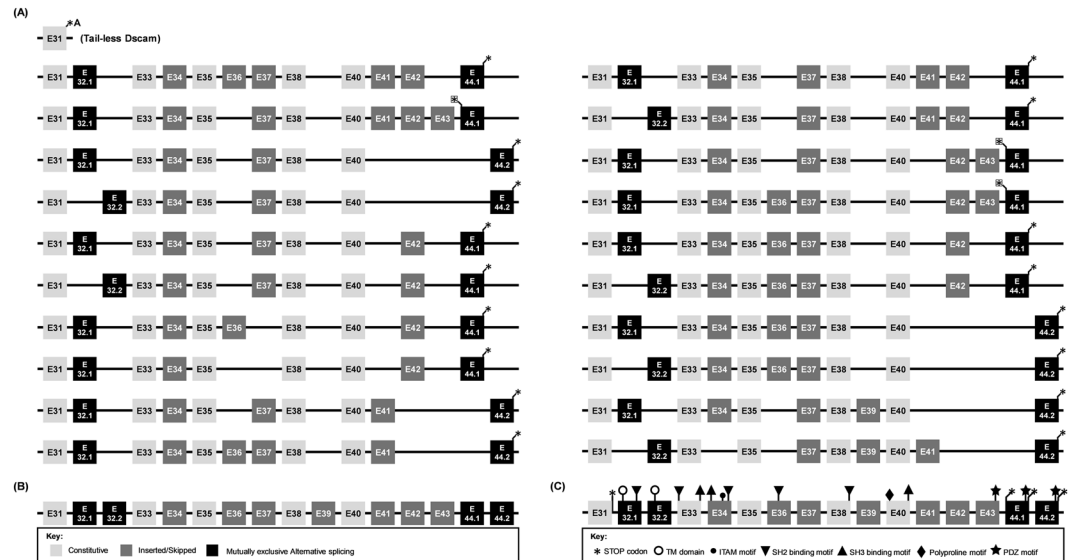 (A)
*A
E31 (Tail-less Dscam)
E31 E 32.1 E33 E34 E35 E36 E37 E38 E40 E41 E42 E 44.1 *
E31 E 32.1 E33 E34 E35 E37 E38 E40 E41 E42 E43 E 44.1 *
E31 E 32.1 E33 E34 E35 E37 E38 E40 E 44.2 *
E31 E 32.2 E33 E34 E35 E37 E38 E40 E 44.2 *
E31 E 32.1 E33 E34 E35 E37 E38 E40 E42 E 44.1 *
E31 E 32.2 E33 E34 E35 E37 E38 E40 E42 E 44.1 *
E31 E 32.1 E33 E34 E35 E36 E38 E40 E42 E 44.1 *
E31 E 32.1 E33 E34 E35 E38 E40 E42 E 44.1 *
E31 E 32.1 E33 E34 E35 E37 E38 E40 E41 E 44.2 *
E31 E 32.1 E33 E34 E35 E36 E37 E38 E40 E41 E 44.2 *
E31 E 32.1 E33 E34 E35 E37 E38 E40 E41 E42 E 44.1 *
E31 E 32.2 E33 E34 E35 E37 E38 E40 E41 E42 E 44.1 *
E31 E 32.1 E33 E34 E35 E37 E38 E40 E42 E43 E 44.1 *
E31 E 32.1 E33 E34 E35 E36 E37 E38 E40 E42 E43 E 44.1 *
E31 E 32.1 E33 E34 E35 E36 E37 E38 E40 E42 E 44.1 *
E31 E 32.2 E33 E34 E35 E36 E37 E38 E40 E42 E 44.1 *
E31 E 32.1 E33 E34 E35 E36 E37 E38 E40 E 44.2 *
E31 E 32.2 E33 E34 E35 E36 E37 E38 E40 E 44.2 *
E31 E 32.1 E33 E34 E35 E37 E38 E39 E40 E 44.2 *
E31 E 32.2 E33 E35 E37 E38 E39 E40 E41 E 44.2 *
(B)
E31 E 32.1 E 32.2 E33 E34 E35 E36 E37 E38 E39 E40 E41 E42 E43 E 44.1 E 44.2
Key:
Constitutive Inserted/Skipped Mutually exclusive Alternative splicing
(C)
E31 E 32.1 E 32.2 E33 E34 E35 E36 E37 E38 E39 E40 E41 E42 E43 E 44.1 E 44.2
Key:
* STOP codon TM domain ITAM motif SH2 binding motif SH3 binding motif Polyproline motif PDZ motif